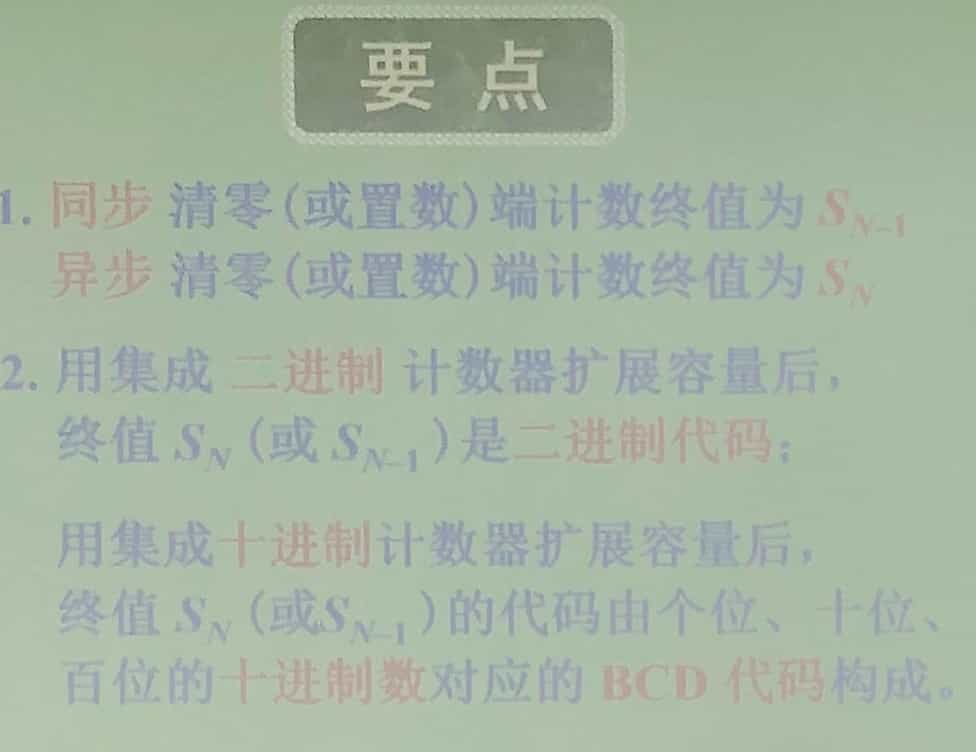 要 点
1. 同步 清零(或置数)端计数终值为 S_{N-1}
异步 清零(或置数)端计数终值为 S_N
2. 用集成 二进制 计数器扩展容量后,
终值 S_N (或 S_{N-1} )是二进制代码;
用集成十进制计数器扩展容量后,
终值 S_N (或S_{N-1} )的代码由个位、十位、
百位的十进制数对应的 BCD 代码构成。